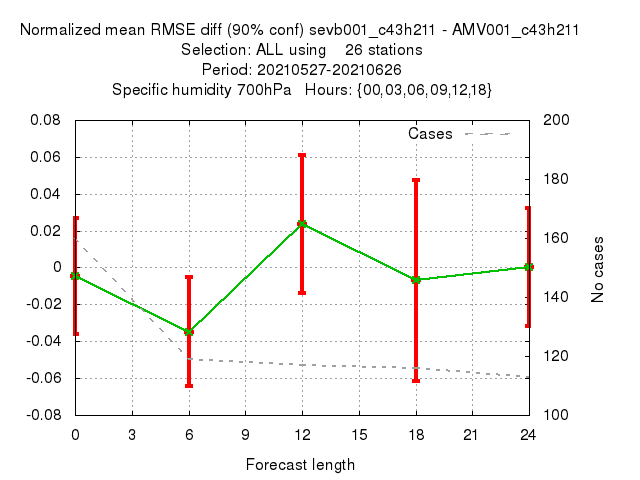 Normalized mean RMSE diff (90% conf) sevb001_c43h211 - AMV001_c43h211
Selection: ALL using    26 stations
Period: 20210527-20210626
Specific humidity 700hPa   Hours: {00,03,06,09,12,18}
Cases
0.08
0.06
0.04
0.02
0
-0.02
-0.04
-0.06
-0.08
200
180
160
140
120
100
No cases
0 3 6 9 12 15 18 21 24
Forecast length